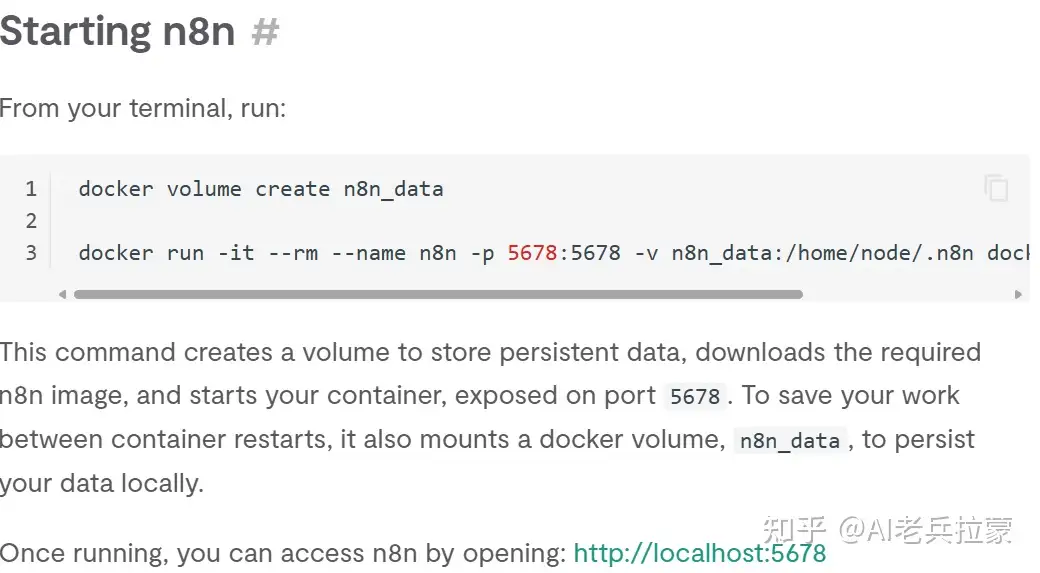 Starting n8n #
From your terminal, run:
1 docker volume create n8n_data
2
3 docker run -it --rm --name n8n -p 5678:5678 -v n8n_data:/home/node/.n8n dock
This command creates a volume to store persistent data, downloads the required
n8n image, and starts your container, exposed on port 5678. To save your work
between container restarts, it also mounts a docker volume, n8n_data, to persist
your data locally.
知乎 @AI老兵拉蒙
Once running, you can access n8n by opening: http://localhost:5678